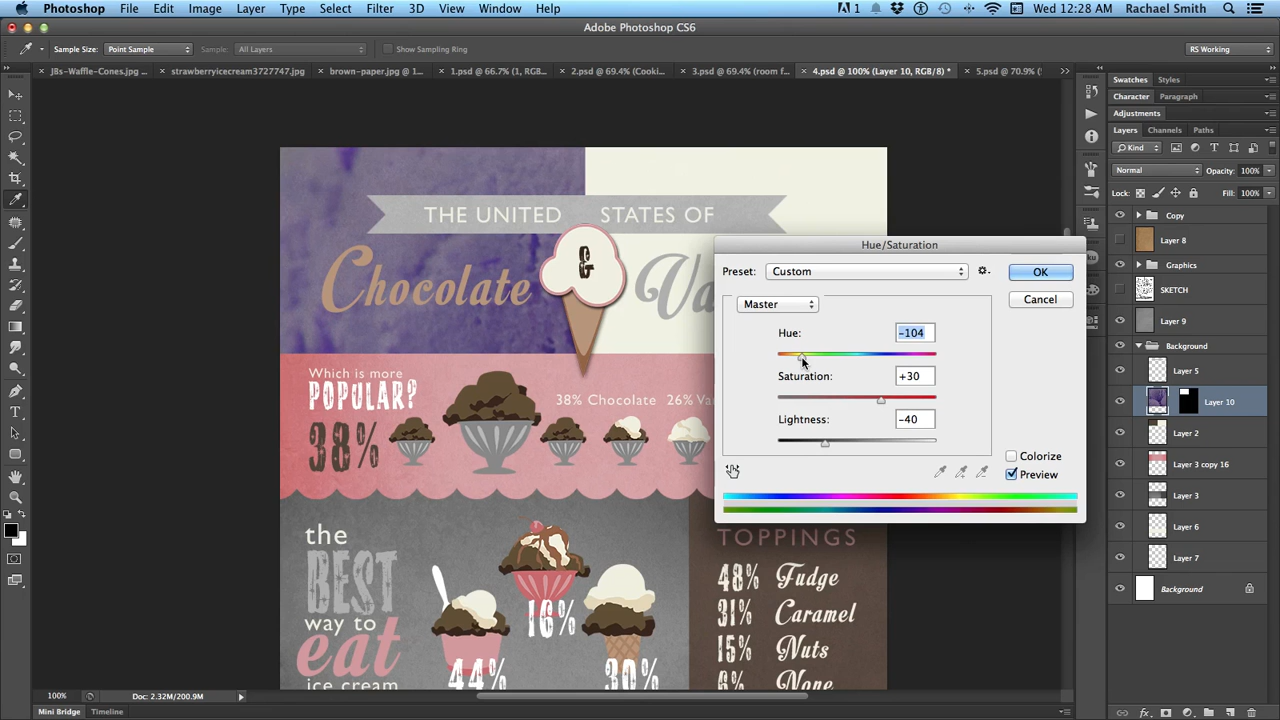 Photoshop File Edit Image Layer Type Select Filter 3D View Window Help 1 Wed 12:28 AM Rachael Smith
Adobe Photoshop CS6
Sample Size: Point Sample Sample: All Layers Show Sampling Ring RS Working
JBs-Waffle-Cones.jpg ... strawberryicecream3727747.jpg brown-paper.jpg @ 1... 1.psd @ 66.7% (1, RGB... 2.psd @ 69.4% (Cooki... 3.psd @ 69.4% (room f... 4.psd @ 100% (Layer 10, RGB/8) * 5.psd @ 70.9% (
Swatches Styles
Character Paragraph
Adjustments
Layers Channels Paths
Kind
Normal Opacity: 100%
Lock: Fill: 100%
Copy
Layer 8
Graphics
SKETCH
Layer 9
Background
Layer 5
Layer 10
Layer 2
Layer 3 copy 16
Layer 3
Layer 6
Layer 7
Background
THE UNITED STATES OF
Chocolate & Va
Hue/Saturation
Preset: Custom OK
Cancel
Master
Hue: -104
Saturation: +30
Lightness: -40
Colorize
Preview
Which is more
POPULAR?
38%
38% Chocolate 26% Va
the
BEST
way to
eat
ice cream
16%
44%
30%
TOPPINGS
48% Fudge
31% Caramel
15% Nuts
6% None
100% Doc: 2.32M/200.9M
Mini Bridge Timeline
fx